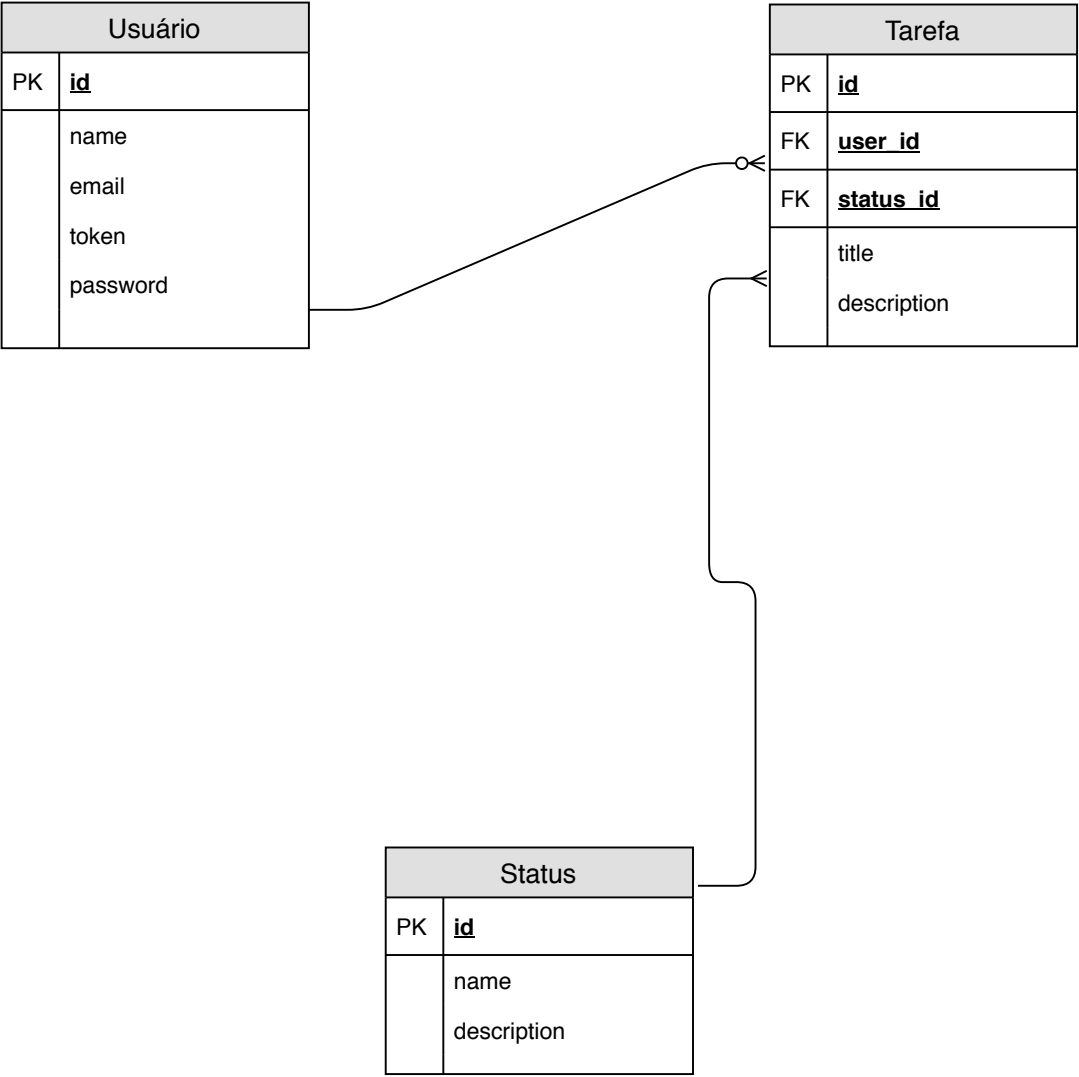 Usuário
PK id
name
email
token
password
Tarefa
PK id
FK user_id
FK status_id
title
description
Status
PK id
name
description